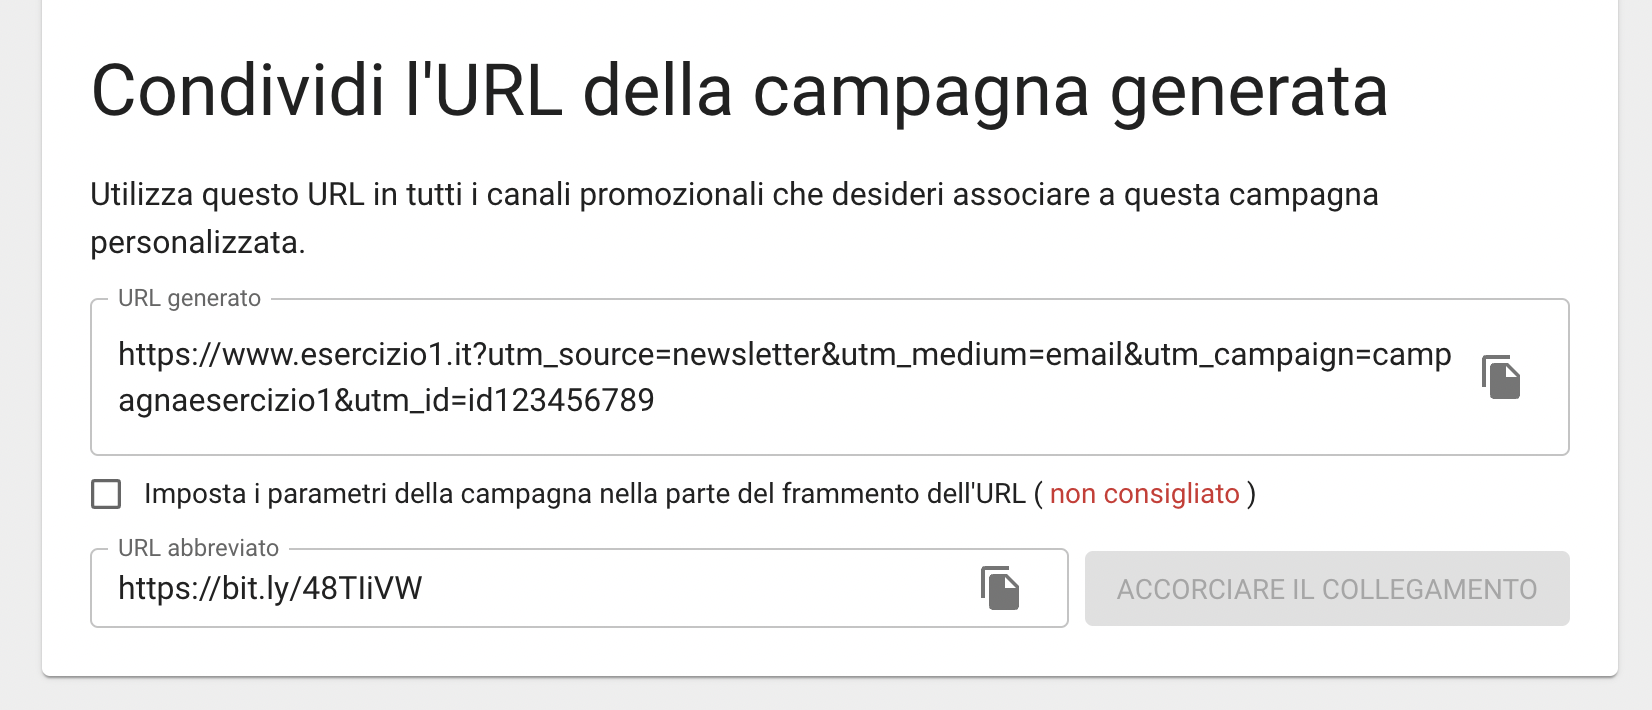 Condividi l'URL della campagna generata
Utilizza questo URL in tutti i canali promozionali che desideri associare a questa campagna
personalizzata.
URL generato
https://www.esercizio1.it?utm_source=newsletter&utm_medium=email&utm_campaign=camp
agnaesercizio1&utm_id=id123456789
Imposta i parametri della campagna nella parte del frammento dell'URL ( non consigliato )
URL abbreviato
https://bit.ly/48TIiVW
ACCORCIARE IL COLLEGAMENTO